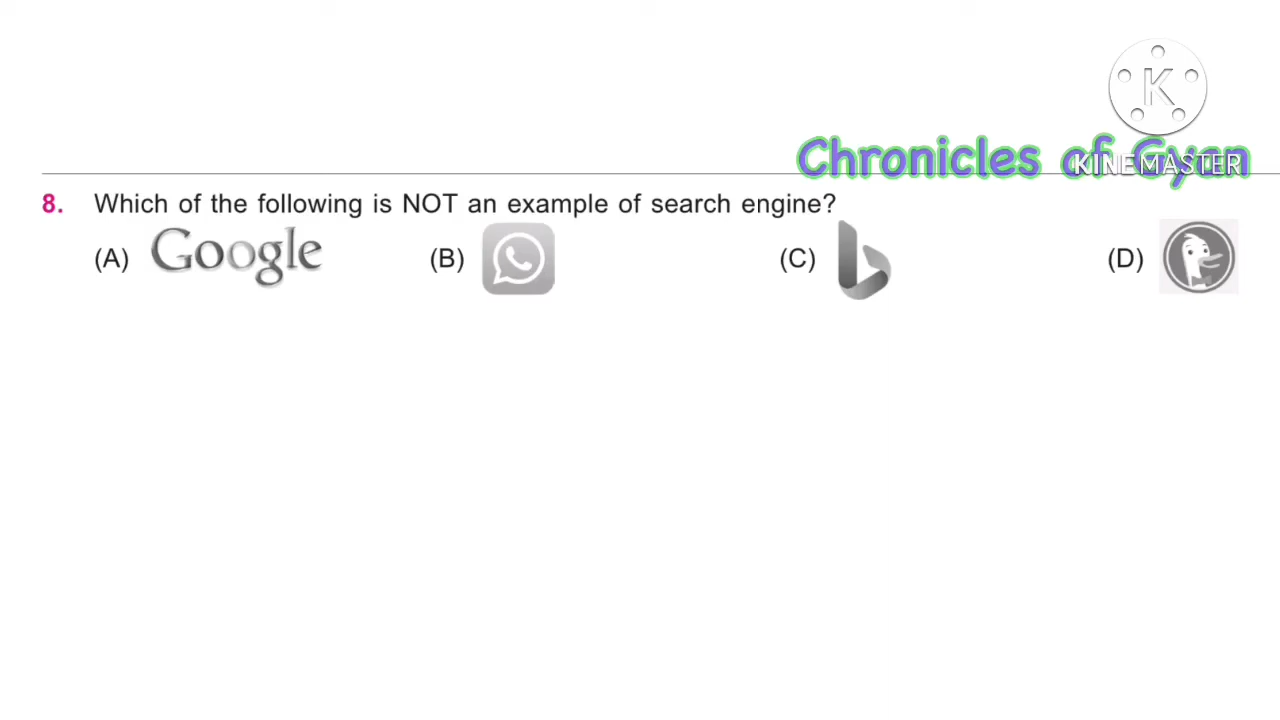 K
Chronicles of Gyan
KINEMASTER
8. Which of the following is NOT an example of search engine?
(A) Google (B) (C) (D)